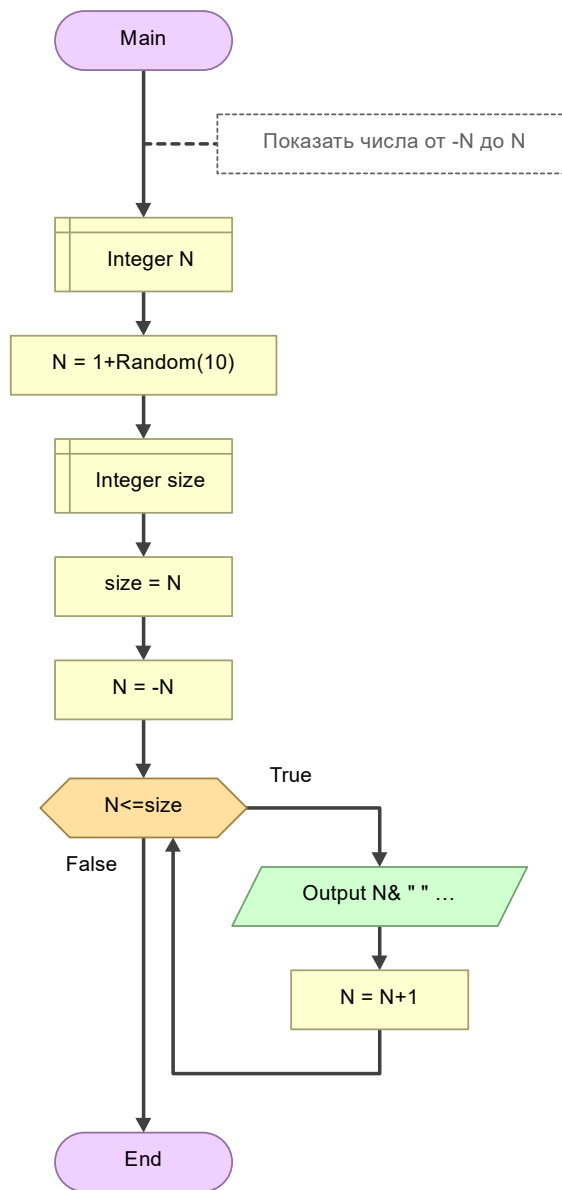 Main
Показать числа от -N до N
Integer N
N = 1+Random(10)
Integer size
size = N
N = -N
N<=size
True
False
Output N& " " ...
N = N+1
End